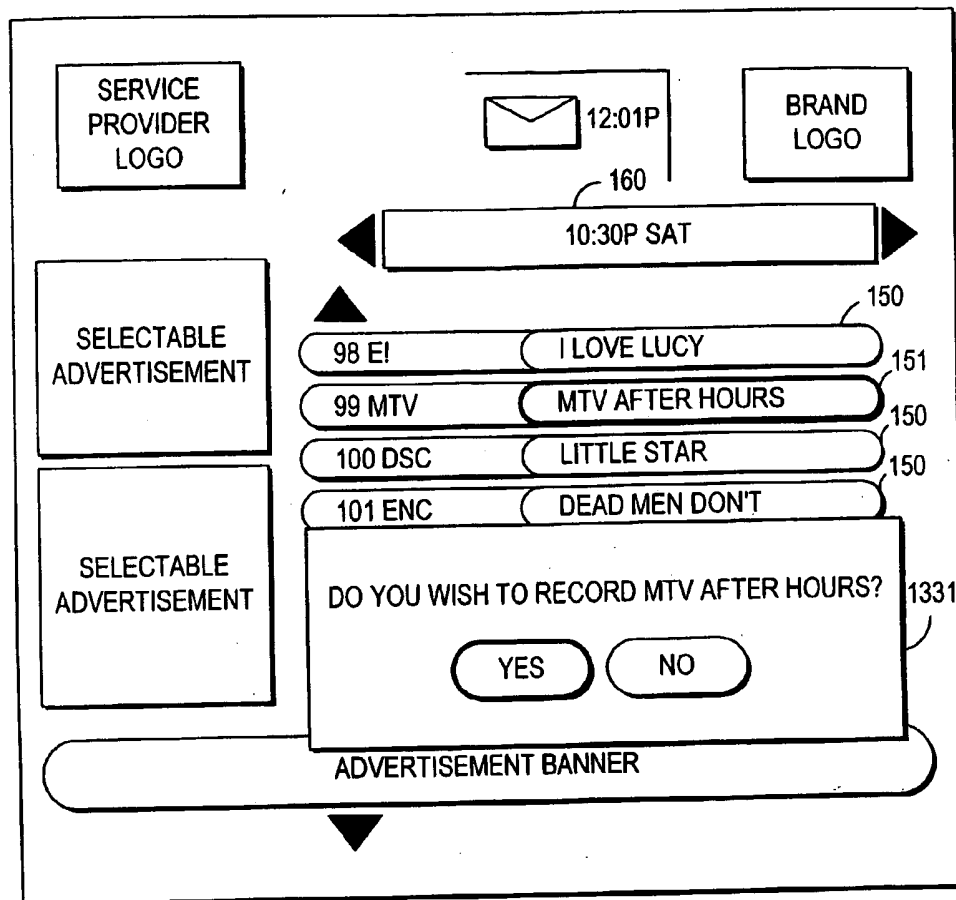 SERVICE
PROVIDER
LOGO
12:01P
BRAND
LOGO
160
10:30P SAT
150
98 E! I LOVE LUCY
151
99 MTV MTV AFTER HOURS
150
100 DSC LITTLE STAR
150
101 ENC DEAD MEN DON'T
SELECTABLE
ADVERTISEMENT
SELECTABLE
ADVERTISEMENT
DO YOU WISH TO RECORD MTV AFTER HOURS?
1331
YES NO
ADVERTISEMENT BANNER